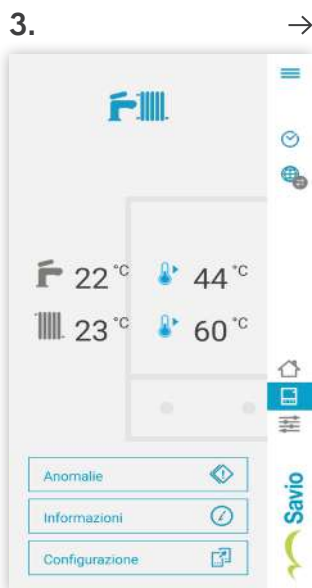 3. →
22 °C 44 °C
23 °C 60 °C
Anomalie
Informazioni
Configurazione
Savio